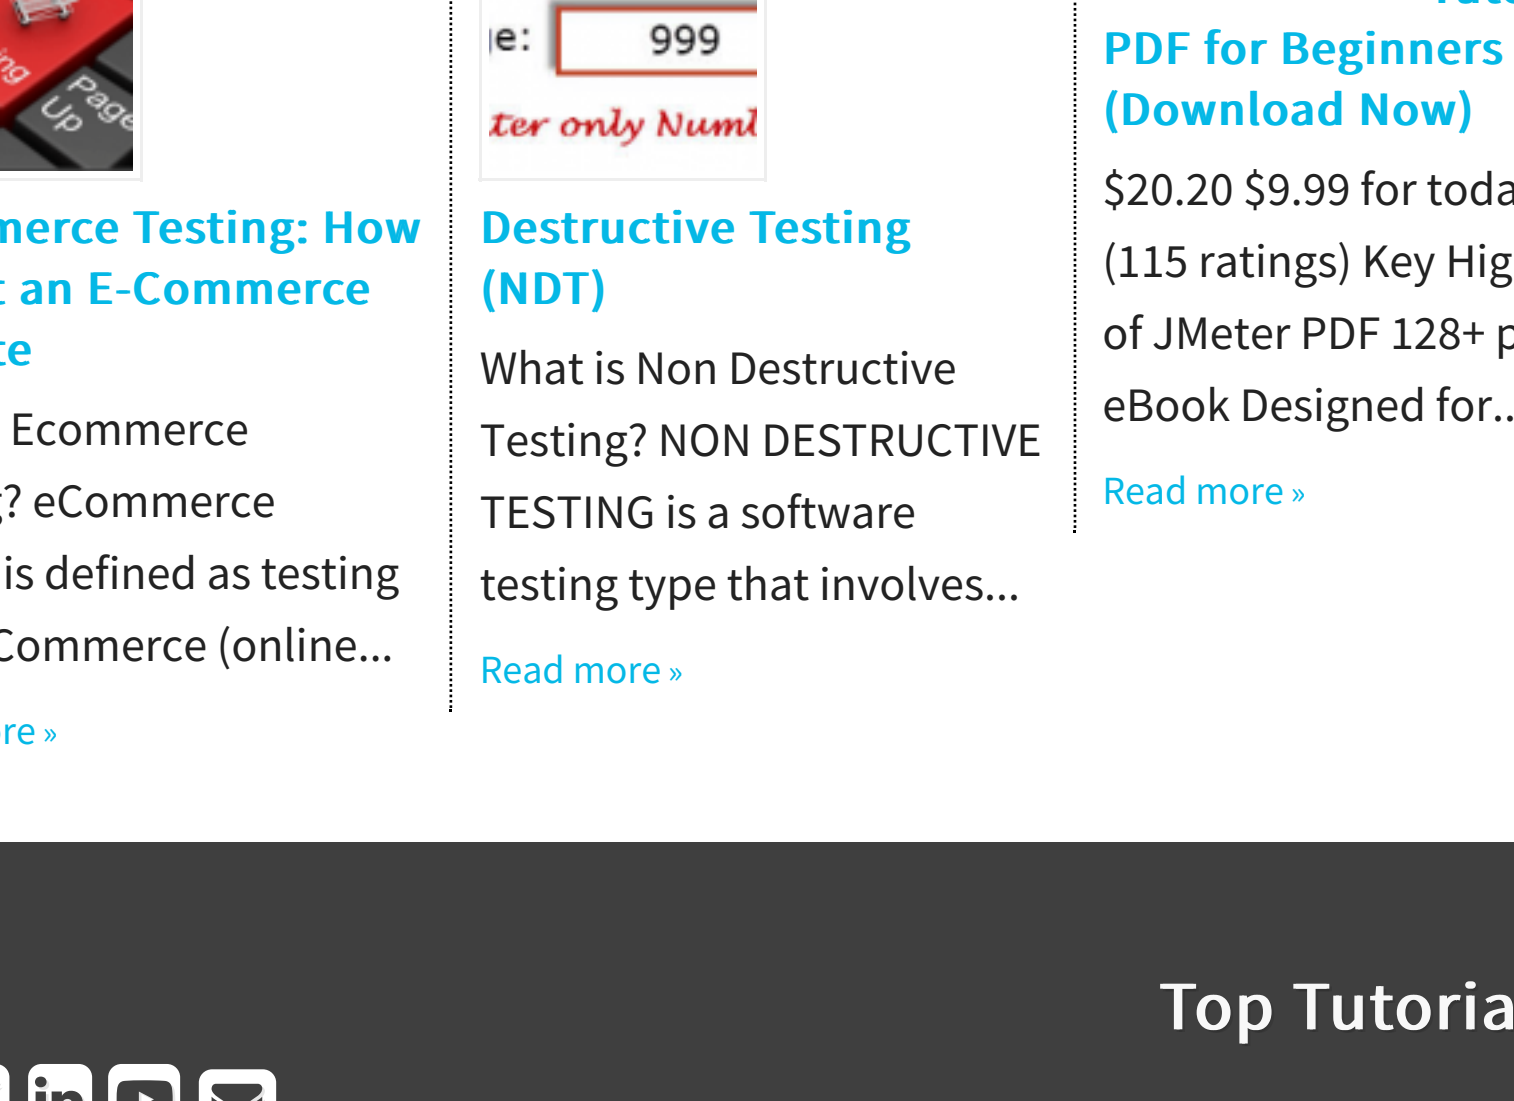 Page
Up
merce Testing: How
an E-Commerce
te
Ecommerce
? eCommerce
is defined as testing
Commerce (online...
re »
e: 999
ter only Num
Destructive Testing
(NDT)
What is Non Destructive
Testing? NON DESTRUCTIVE
TESTING is a software
testing type that involves...
Read more »
PDF for Beginners
(Download Now)
$20.20 $9.99 for toda
(115 ratings) Key Hig
of JMeter PDF 128+ p
eBook Designed for..
Read more »
Top Tutoria
in